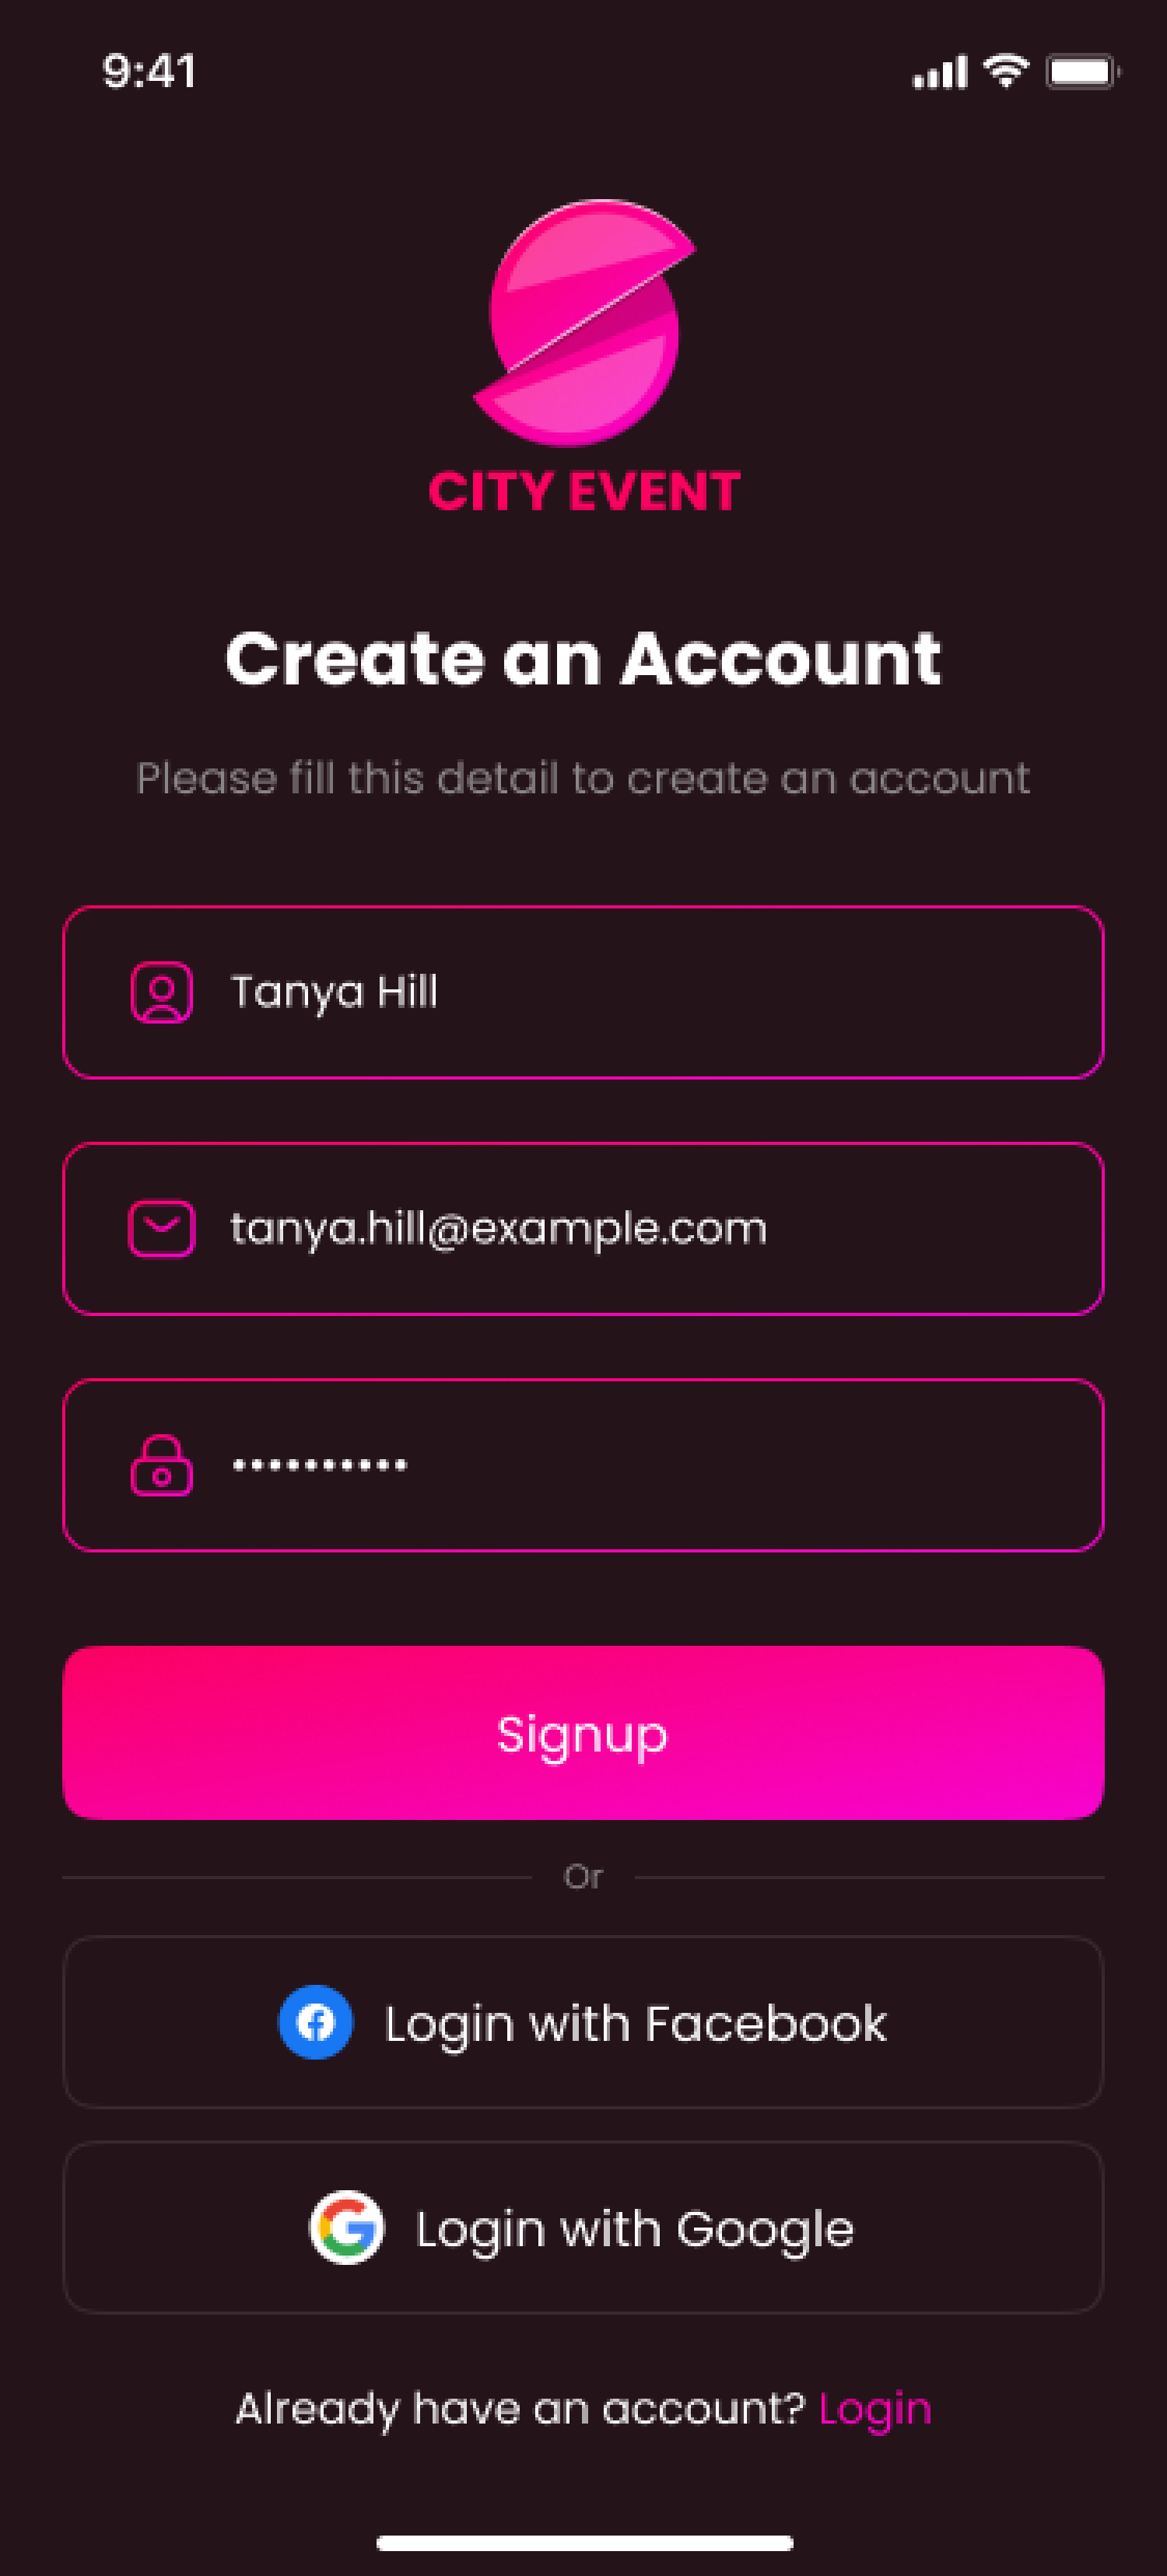 9:41
CITY EVENT
Create an Account
Please fill this detail to create an account
Tanya Hill
tanya.hill@example.com
••••••••••
Signup
Or
Login with Facebook
Login with Google
Already have an account? Login